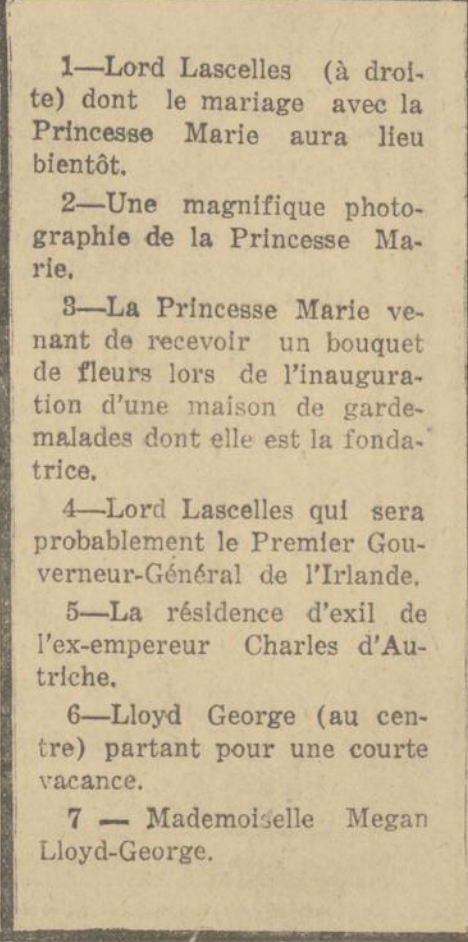 1—Lord Lascelles (à droi-
te) dont le mariage avec la
Princesse Marie aura lieu
bientôt.
2—Une magnifique photo-
graphie de la Princesse Ma-
rie.
3—La Princesse Marie ve-
nant de recevoir un bouquet
de fleurs lors de l'inaugura-
tion d'une maison de garde-
malades dont elle est la fonda-
trice.
4—Lord Lascelles qui sera
probablement le Premier Gou-
verneur-Général de l'Irlande.
5—La résidence d'exil de
l'ex-empereur Charles d'Au-
triche.
6—Lloyd George (au cen-
tre) partant pour une courte
vacance.
7 — Mademoiselle Megan
Lloyd-George.